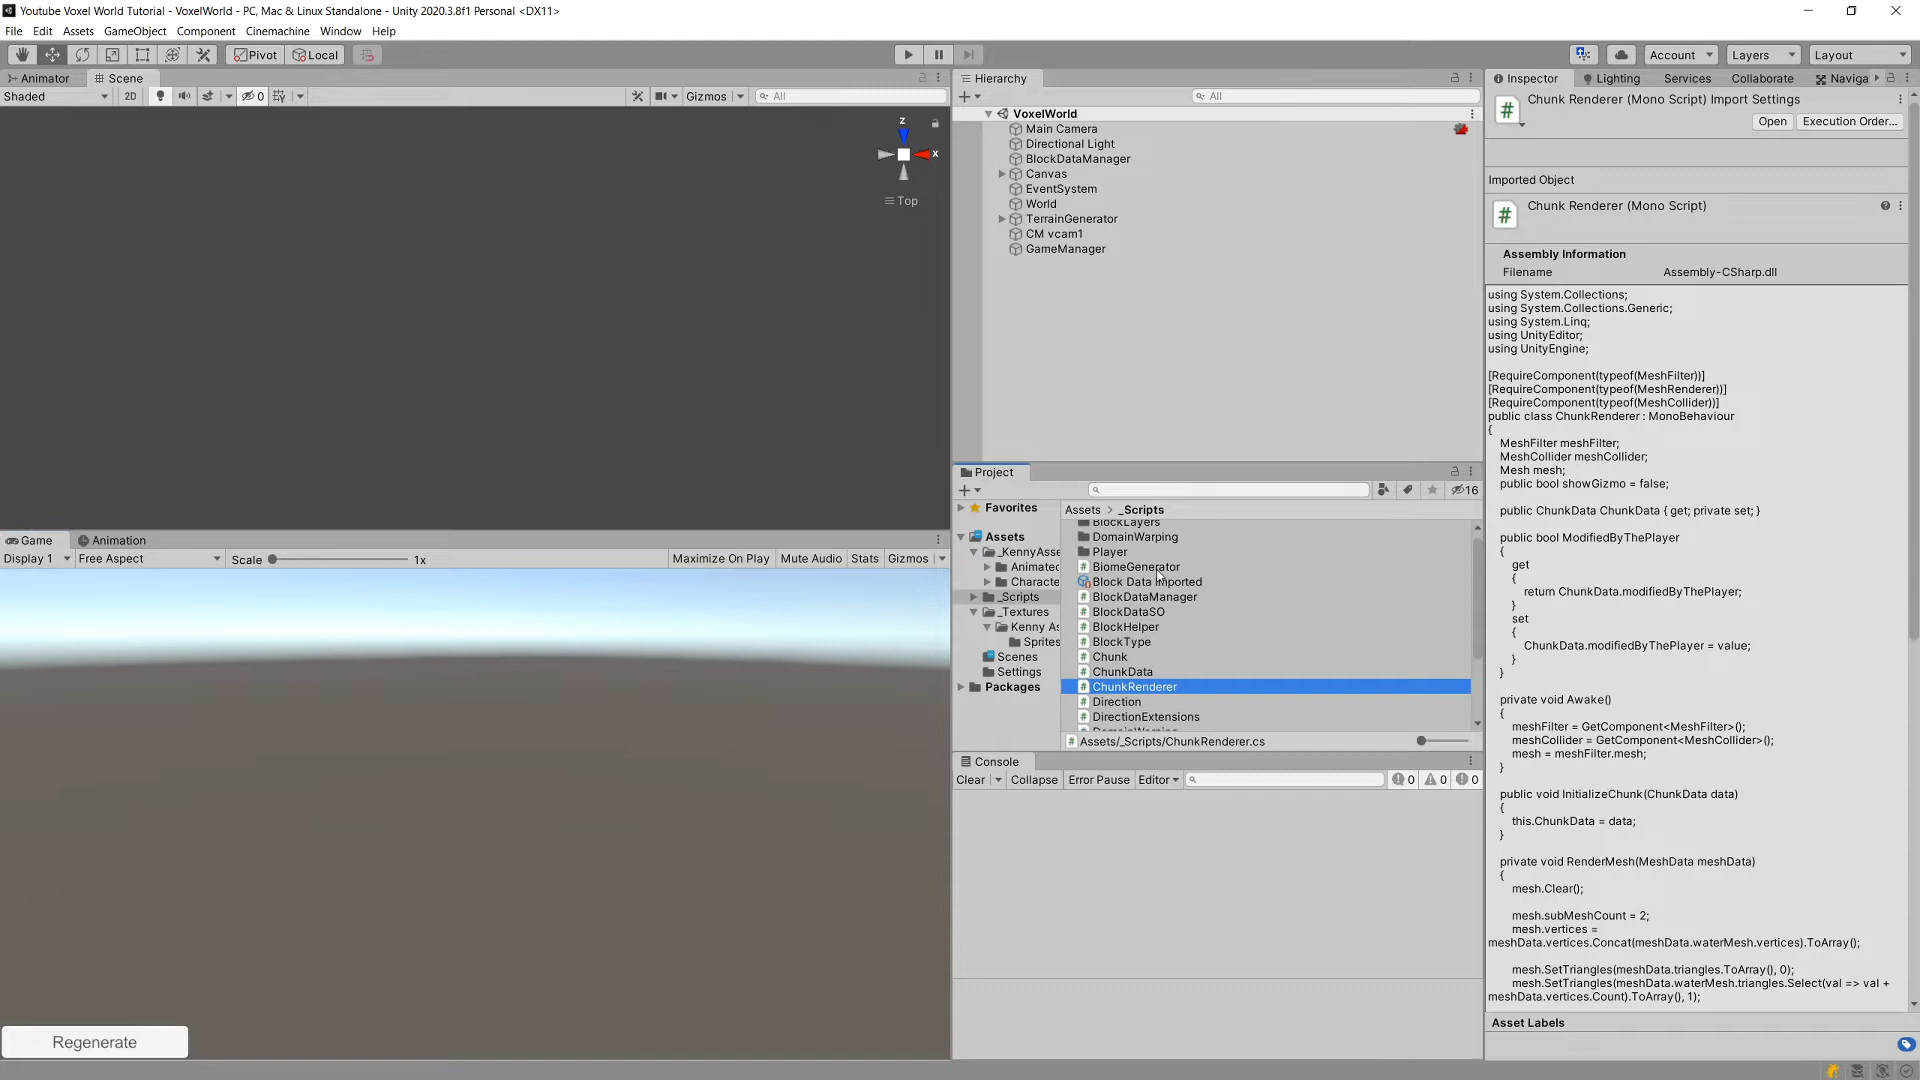 Youtube Voxel World Tutorial - VoxelWorld - PC, Mac & Linux Standalone - Unity 2020.3.8f1 Personal <DX11>
File Edit Assets GameObject Component Cinemachine Window Help
Pivot Local Account Layers Layout
Animator Scene
Shaded 2D 0 Gizmos All
z
x
Top
Game Animation
Display 1 Free Aspect Scale 1x Maximize On Play Mute Audio Stats Gizmos
Regenerate
Hierarchy
All
VoxelWorld
Main Camera
Directional Light
BlockDataManager
Canvas
EventSystem
World
TerrainGenerator
CM vcam1
GameManager
Project
16
Favorites
Assets
_KennyAsse
Animated
Characte
_Scripts
_Textures
Kenny As
Sprites
Scenes
Settings
Packages
Assets > _Scripts
BlockLayers
DomainWarping
Player
BiomeGenerator
Block Data Imported
BlockDataManager
BlockDataSO
BlockHelper
BlockType
Chunk
ChunkData
ChunkRenderer
Direction
DirectionExtensions
DomainWarping
Assets/_Scripts/ChunkRenderer.cs
Console
Clear Collapse Error Pause Editor 0 0 0
Inspector Lighting Services Collaborate Naviga
Chunk Renderer (Mono Script) Import Settings
Open Execution Order...
Imported Object
Chunk Renderer (Mono Script)
Assembly Information
Filename Assembly-CSharp.dll
using System.Collections;
using System.Collections.Generic;
using System.Linq;
using UnityEditor;
using UnityEngine;
[RequireComponent(typeof(MeshFilter))]
[RequireComponent(typeof(MeshRenderer))]
[RequireComponent(typeof(MeshCollider))]
public class ChunkRenderer : MonoBehaviour
{
MeshFilter meshFilter;
MeshCollider meshCollider;
Mesh mesh;
public bool showGizmo = false;
public ChunkData ChunkData { get; private set; }
public bool ModifiedByThePlayer
{
get
{
return ChunkData.modifiedByThePlayer;
}
set
{
ChunkData.modifiedByThePlayer = value;
}
}
private void Awake()
{
meshFilter = GetComponent<MeshFilter>();
meshCollider = GetComponent<MeshCollider>();
mesh = meshFilter.mesh;
}
public void InitializeChunk(ChunkData data)
{
this.ChunkData = data;
}
private void RenderMesh(MeshData meshData)
{
mesh.Clear();
mesh.subMeshCount = 2;
mesh.vertices =
meshData.vertices.Concat(meshData.waterMesh.vertices).ToArray();
mesh.SetTriangles(meshData.triangles.ToArray(), 0);
mesh.SetTriangles(meshData.waterMesh.triangles.Select(val => val +
meshData.vertices.Count).ToArray(), 1);
Asset Labels